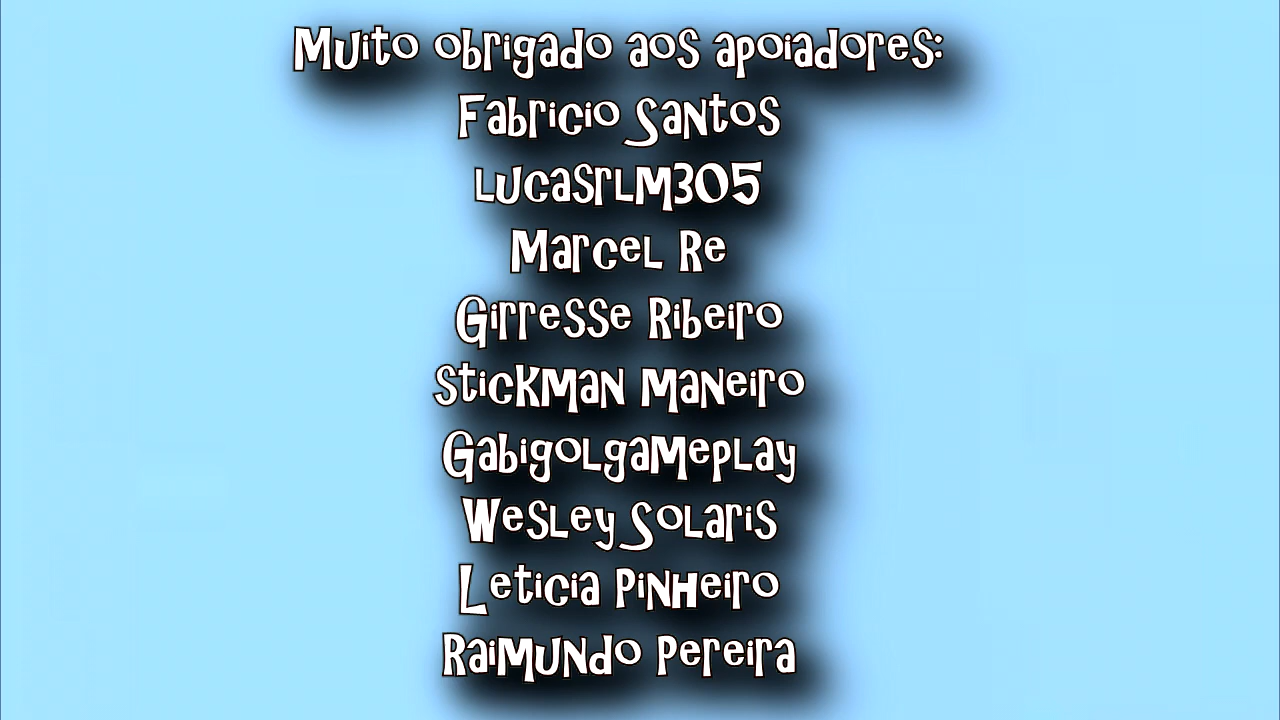 Muito obrigado aos apoiadores:
Fabricio Santos
Lucasrlm305
Marcel Re
Girresse Ribeiro
Stickman Maneiro
Gabigolgameplay
Wesley Solaris
Leticia Pinheiro
Raimundo Pereira